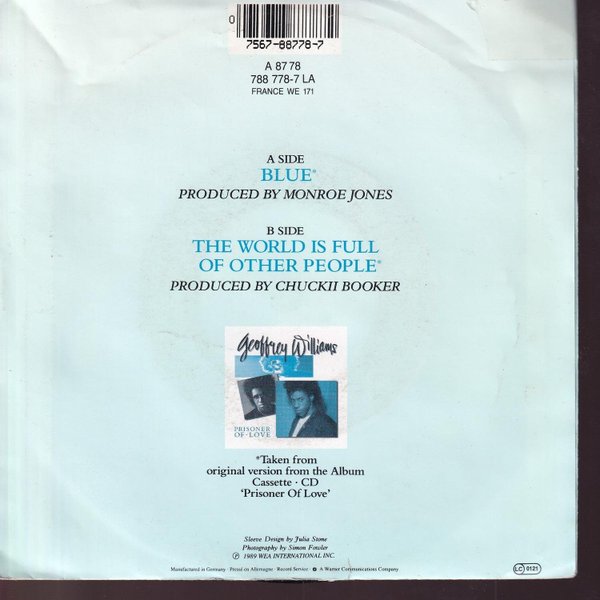 0
7567-88778-7
A 8778
788 778-7 LA
FRANCE WE 171
A SIDE
BLUE*
PRODUCED BY MONROE JONES
B SIDE
THE WORLD IS FULL
OF OTHER PEOPLE*
PRODUCED BY CHUCKII BOOKER
Geoffrey Williams
PRISONER
OF·LOVE
*Taken from
original version from the Album
Cassette · CD
‘Prisoner Of Love’
Sleeve Design by Julia Stone
Photography by Simon Fowler
℗ 1989 WEA INTERNATIONAL INC.
Manufactured in Germany · Pressé en Allemagne · Record Service · A Warner Communications Company
LC 0121